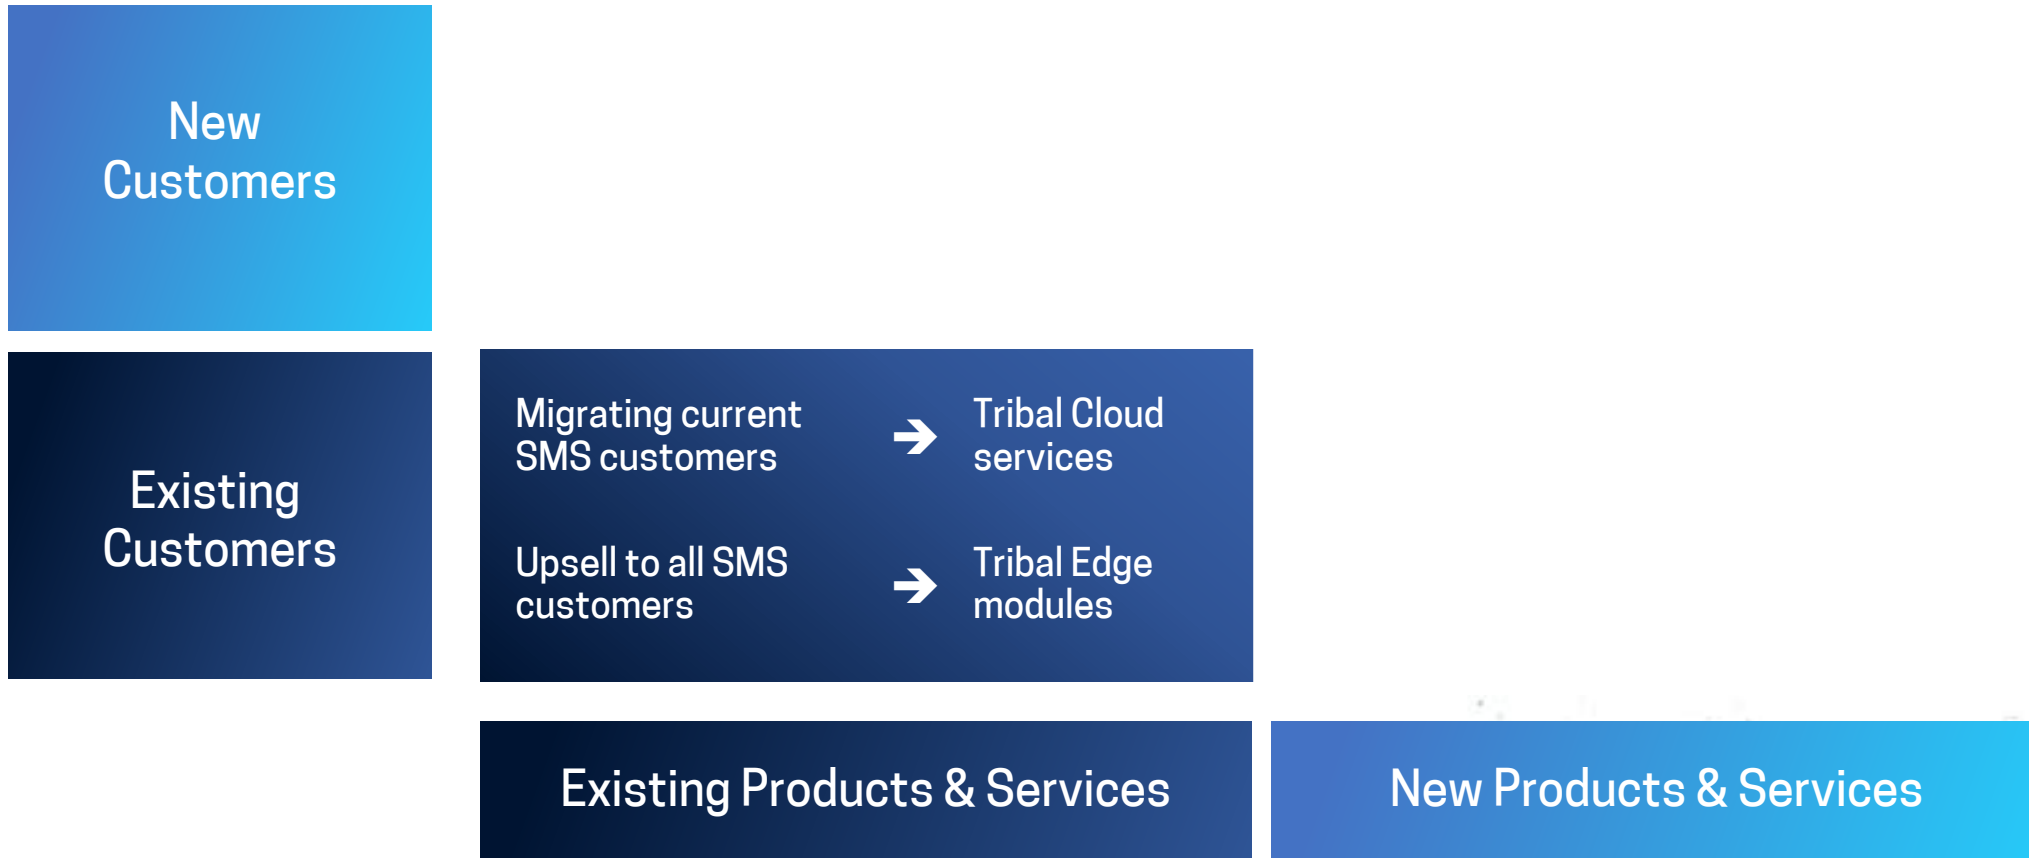 New
Customers
Existing
Customers
Migrating current
SMS customers
➔
Tribal Cloud
services
Upsell to all SMS
customers
➔
Tribal Edge
modules
Existing Products & Services
New Products & Services